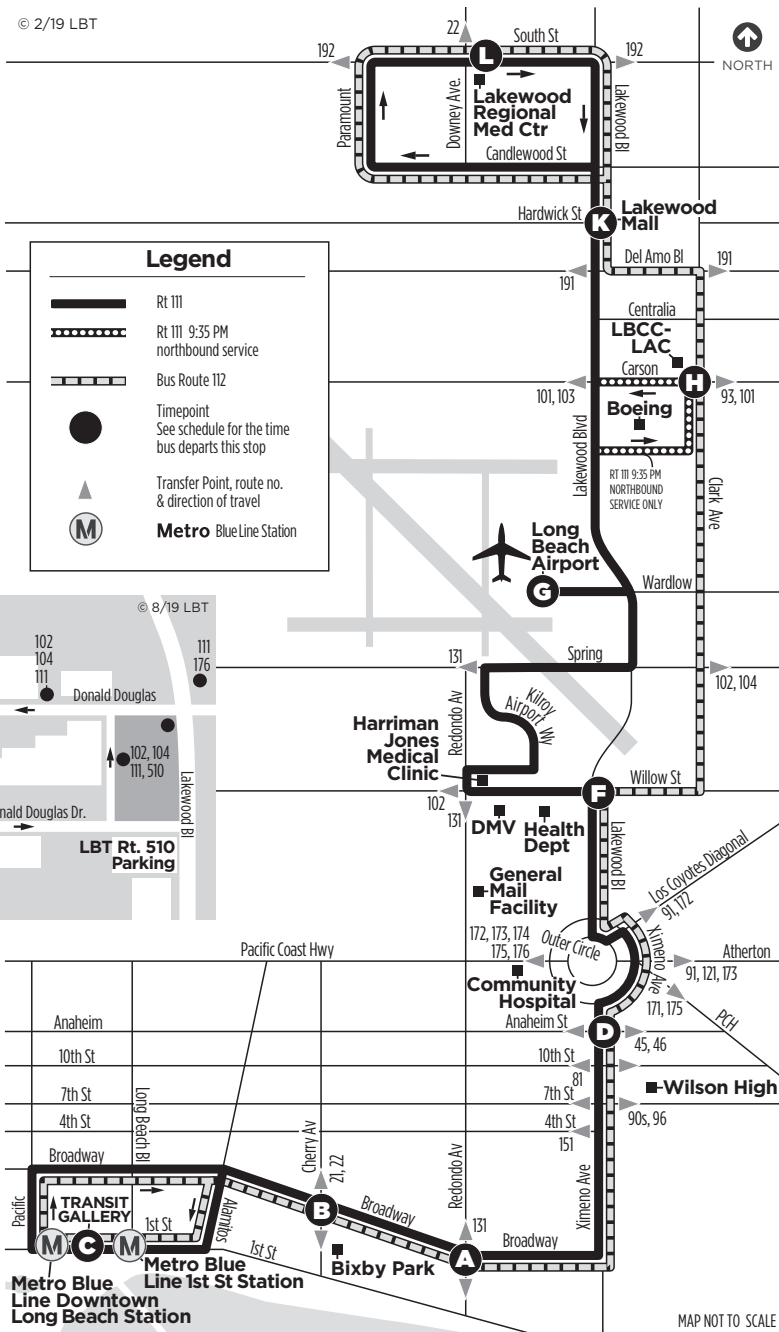 © 2/19 LBT
22
South St
192
L
192
NORTH
Paramount
Downey Ave.
Lakewood
Regional
Med Ctr
Lakewood Bl
Candlewood St
Hardwick St
K
Lakewood
Mall
Del Amo Bl
191
191
Legend
Rt 111
Rt 111 9:35 PM
northbound service
Bus Route 112
Timepoint
See schedule for the time
bus departs this stop
Transfer Point, route no.
& direction of travel
M
Metro Blue Line Station
Centralia
LBCC-
LAC
Carson
H
101, 103
93, 101
Boeing
Lakewood Blvd
RT 111 9:35 PM
NORTHBOUND
SERVICE ONLY
Clark Ave
Long
Beach
Airport
G
Wardlow
© 8/19 LBT
102
104
111
111
176
Donald Douglas
102, 104
111, 510
Lakewood Bl
nald Douglas Dr.
LBT Rt. 510
Parking
131
Spring
102, 104
Redondo Av
Kilroy
Airport Wy
Harriman
Jones
Medical
Clinic
F
Willow St
102
131
DMV
Health
Dept
Lakewood Bl
General
Mail
Facility
Los Coyotes Diagonal
91, 172
172, 173, 174
175, 176
Outer Circle
Ximeno Ave
Pacific Coast Hwy
Atherton
91, 121, 173
Community
Hospital
171, 175
PCH
Anaheim
Anaheim St
D
45, 46
10th St
10th St
81
Wilson High
7th St
7th St
90s, 96
4th St
4th St
151
Long Beach Bl
Cherry Av
21, 22
Redondo Av
Ximeno Ave
Broadway
Pacific
TRANSIT
GALLERY
1st St
Alamitos
B
Broadway
131
Broadway
M
C
M
1st St
Bixby Park
A
Metro Blue
Line Downtown
Long Beach Station
Metro Blue
Line 1st St Station
MAP NOT TO SCALE